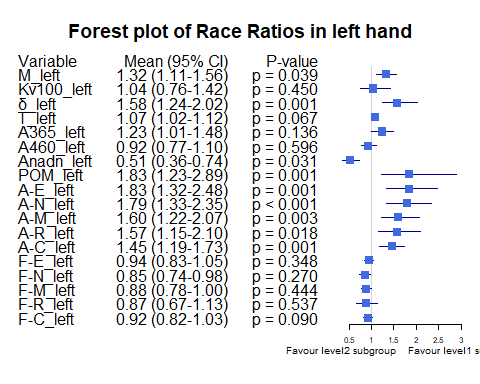 Forest plot of Race Ratios in left hand
Variable Mean (95% CI) P-value
M_left 1.32 (1.11-1.56) p = 0.039
Kv100_left 1.04 (0.76-1.42) p = 0.450
δ_left 1.58 (1.24-2.02) p = 0.001
T_left 1.07 (1.02-1.12) p = 0.067
A365_left 1.23 (1.01-1.48) p = 0.136
A460_left 0.92 (0.77-1.10) p = 0.596
Anadn_left 0.51 (0.36-0.74) p = 0.031
POM_left 1.83 (1.23-2.89) p = 0.001
A-E_left 1.83 (1.32-2.48) p = 0.001
A-N_left 1.79 (1.33-2.35) p < 0.001
A-M_left 1.60 (1.22-2.07) p = 0.003
A-R_left 1.57 (1.15-2.10) p = 0.018
A-C_left 1.45 (1.19-1.73) p = 0.001
F-E_left 0.94 (0.83-1.05) p = 0.348
F-N_left 0.85 (0.74-0.98) p = 0.270
F-M_left 0.88 (0.78-1.00) p = 0.444
F-R_left 0.87 (0.67-1.13) p = 0.537
F-C_left 0.92 (0.82-1.03) p = 0.090
0.5 1 1.5 2 2.5 3
Favour level2 subgroup Favour level1 s